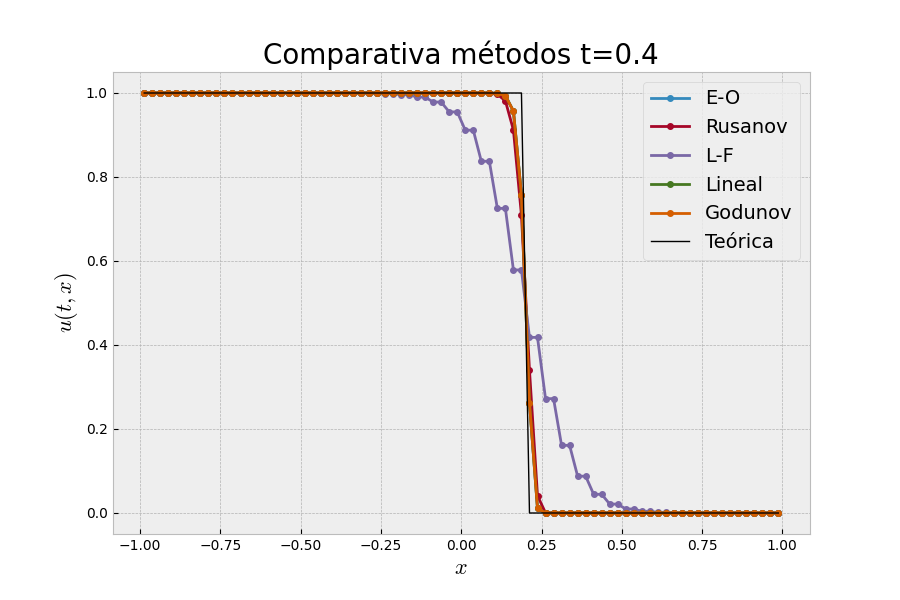 Comparativa métodos t=0.4
E-O
Rusanov
L-F
Lineal
Godunov
Teórica
u(t, x)
1.0
0.8
0.6
0.4
0.2
0.0
−1.00 −0.75 −0.50 −0.25 0.00 0.25 0.50 0.75 1.00
x